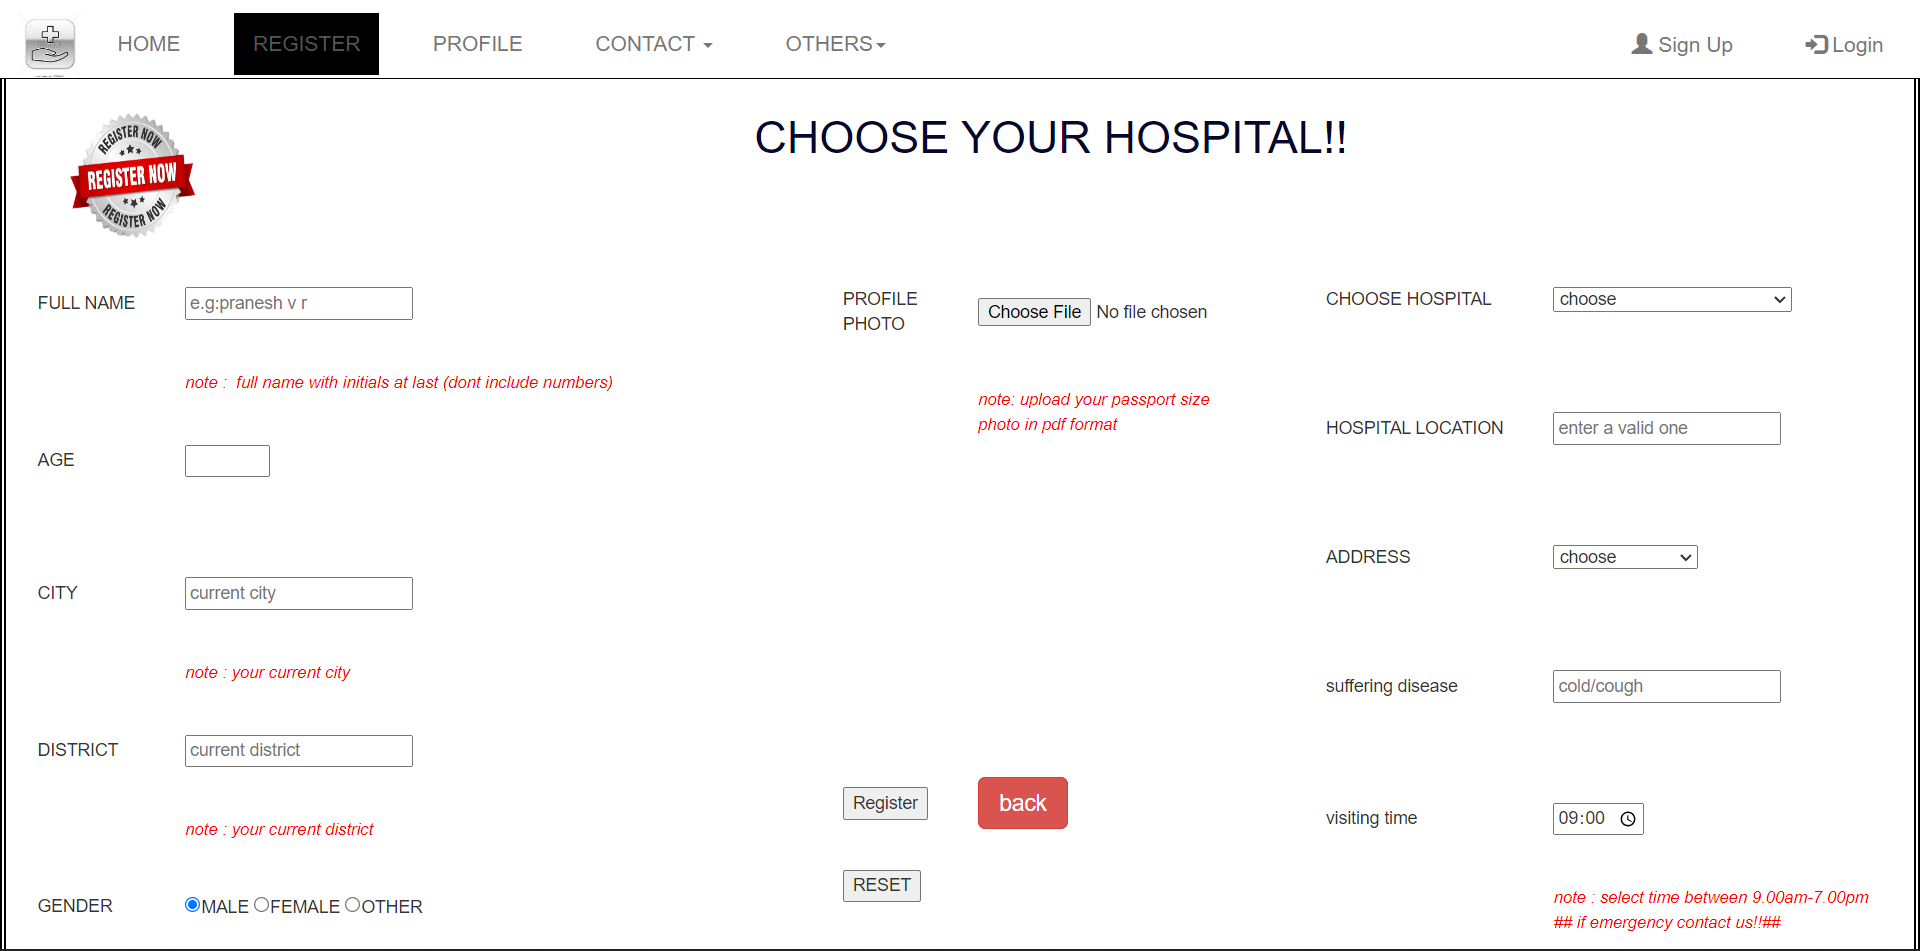 HOME
REGISTER
PROFILE
CONTACT
OTHERS
Sign Up
Login
REGISTER NOW
REGISTER NOW
REGISTER NOW
CHOOSE YOUR HOSPITAL!!
FULL NAME
e.g:pranesh v r
note :  full name with initials at last (dont include numbers)
AGE
CITY
current city
note : your current city
DISTRICT
current district
note : your current district
GENDER
MALE FEMALE OTHER
PROFILE
PHOTO
Choose File No file chosen
note: upload your passport size
photo in pdf format
Register
back
RESET
CHOOSE HOSPITAL
choose
HOSPITAL LOCATION
enter a valid one
ADDRESS
choose
suffering disease
cold/cough
visiting time
09:00
note : select time between 9.00am-7.00pm
## if emergency contact us!!##